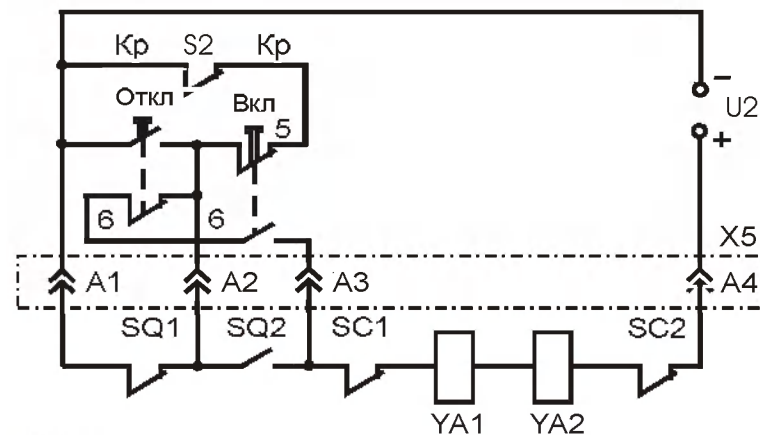 Кр S2 Кр
Откл Вкл
5
− U2
+
6 6
X5
A1 A2 A3 A4
SQ1 SQ2 SC1 SC2
YA1 YA2